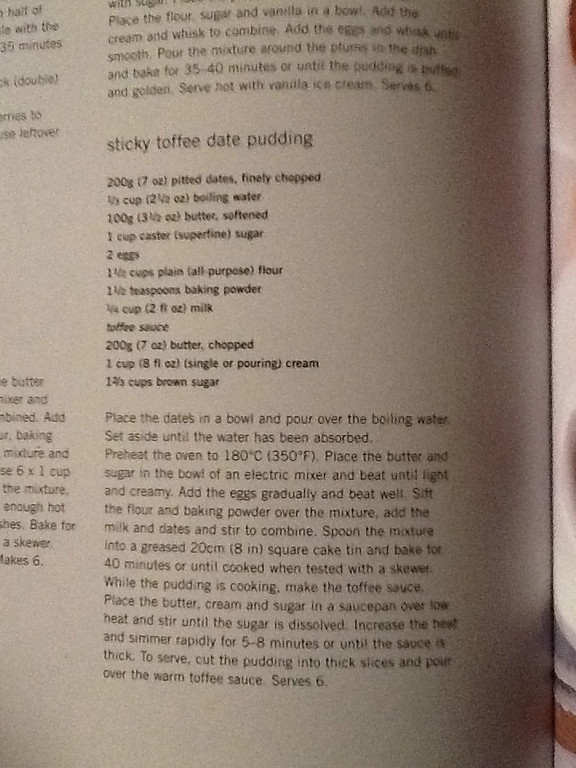 n half of
le with the
35 minutes
ck (double)
erries to
use leftover
e butter
mixer and
mbined. Add
ur, baking
mixture and
se 6 x 1 cup
the mixture,
enough hot
shes. Bake for
a skewer.
Makes 6.
with sugar.
Place the flour, sugar and vanilla in a bowl. Add the
cream and whisk to combine. Add the eggs and whisk until
smooth. Pour the mixture around the plums in the dish
and bake for 35–40 minutes or until the pudding is puffed
and golden. Serve hot with vanilla ice cream. Serves 6.
sticky toffee date pudding
200g (7 oz) pitted dates, finely chopped
⅓ cup (2½ oz) boiling water
100g (3½ oz) butter, softened
1 cup caster (superfine) sugar
2 eggs
1½ cups plain (all-purpose) flour
1½ teaspoons baking powder
¼ cup (2 fl oz) milk
toffee sauce
200g (7 oz) butter, chopped
1 cup (8 fl oz) (single or pouring) cream
1⅔ cups brown sugar
Place the dates in a bowl and pour over the boiling water.
Set aside until the water has been absorbed.
Preheat the oven to 180°C (350°F). Place the butter and
sugar in the bowl of an electric mixer and beat until light
and creamy. Add the eggs gradually and beat well. Sift
the flour and baking powder over the mixture, add the
milk and dates and stir to combine. Spoon the mixture
into a greased 20cm (8 in) square cake tin and bake for
40 minutes or until cooked when tested with a skewer.
While the pudding is cooking, make the toffee sauce.
Place the butter, cream and sugar in a saucepan over low
heat and stir until the sugar is dissolved. Increase the heat
and simmer rapidly for 5–8 minutes or until the sauce is
thick. To serve, cut the pudding into thick slices and pour
over the warm toffee sauce. Serves 6.